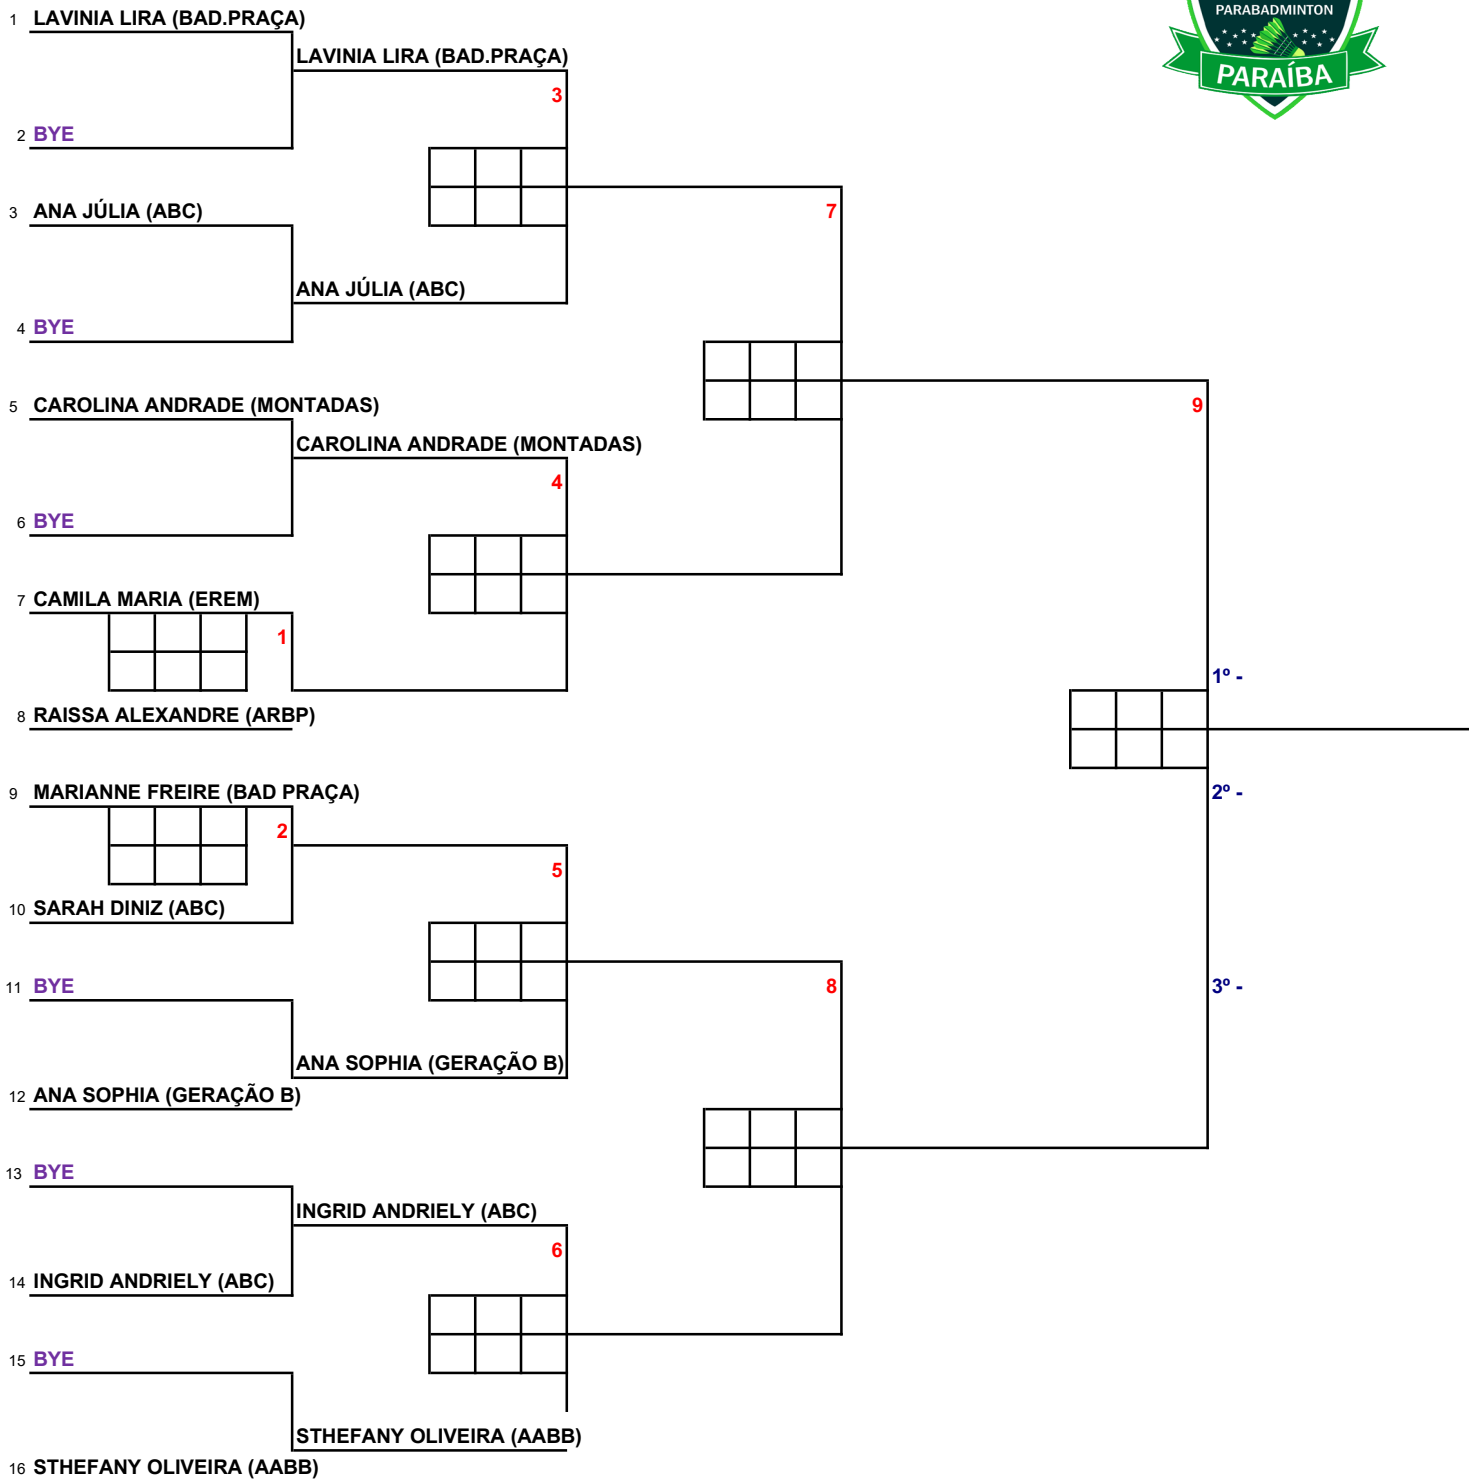 PARABADMINTON
PARAÍBA
1 LAVINIA LIRA (BAD.PRAÇA)
LAVINIA LIRA (BAD.PRAÇA)
3
2 BYE
3 ANA JÚLIA (ABC)
7
ANA JÚLIA (ABC)
4 BYE
5 CAROLINA ANDRADE (MONTADAS)
9
CAROLINA ANDRADE (MONTADAS)
4
6 BYE
7 CAMILA MARIA (EREM)
1
1º -
8 RAISSA ALEXANDRE (ARBP)
9 MARIANNE FREIRE (BAD PRAÇA)
2º -
2
5
10 SARAH DINIZ (ABC)
11 BYE
8
3º -
ANA SOPHIA (GERAÇÃO B)
12 ANA SOPHIA (GERAÇÃO B)
13 BYE
INGRID ANDRIELY (ABC)
6
14 INGRID ANDRIELY (ABC)
15 BYE
STHEFANY OLIVEIRA (AABB)
16 STHEFANY OLIVEIRA (AABB)